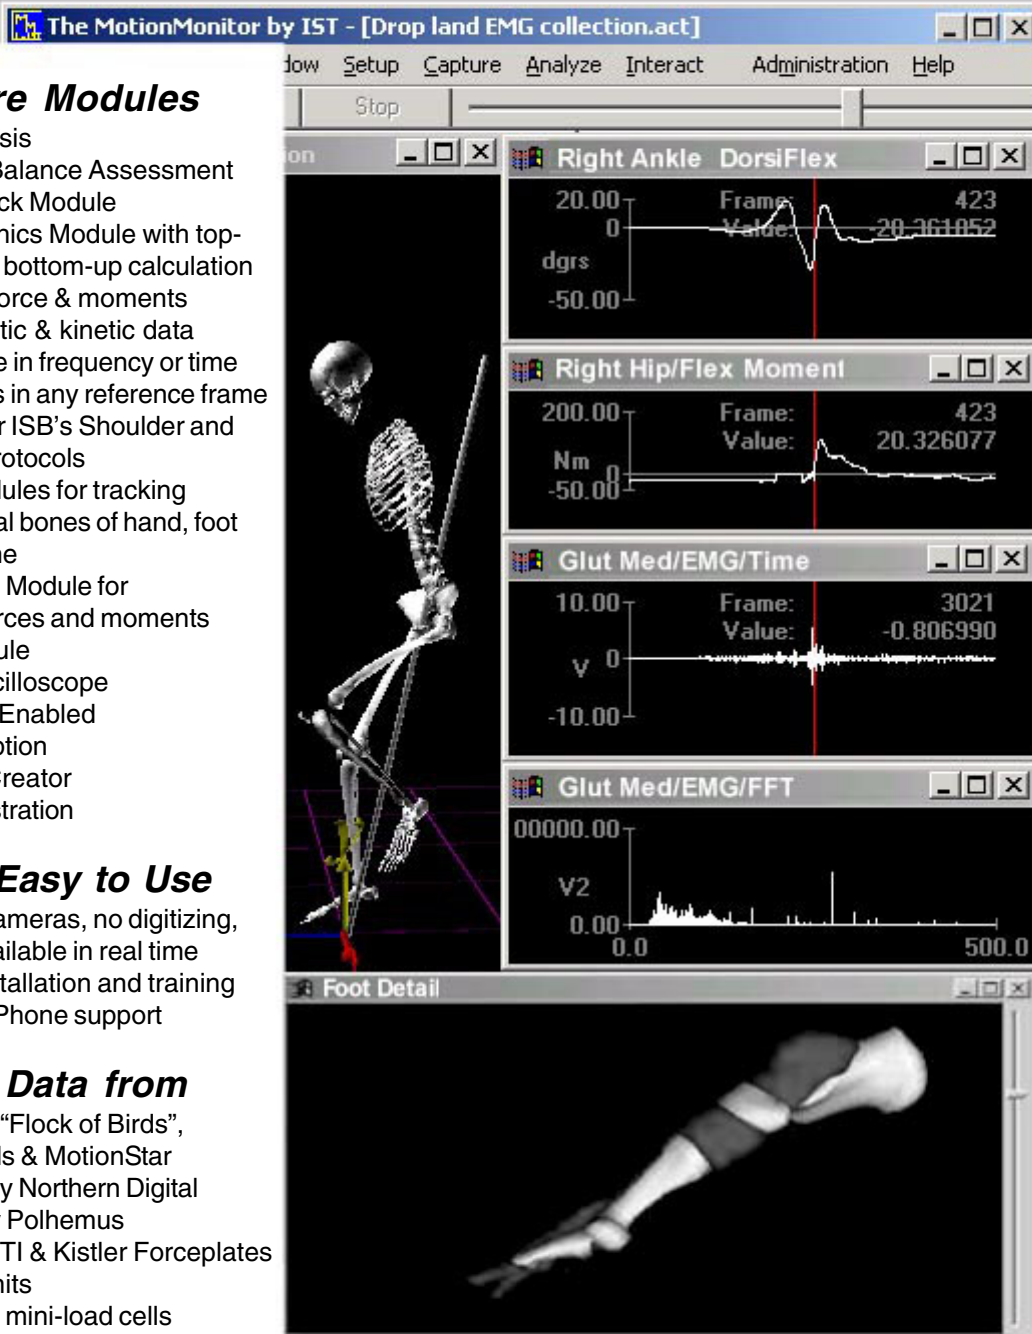 The MotionMonitor by IST - [Drop land EMG collection.act]
dow Setup Capture Analyze Interact Administration Help
Stop
re Modules
sis
Balance Assessment
ck Module
nics Module with top-
bottom-up calculation
orce & moments
tic & kinetic data
e in frequency or time
s in any reference frame
r ISB's Shoulder and
rotocols
dules for tracking
al bones of hand, foot
ne
Module for
rces and moments
ule
cilloscope
Enabled
ption
Creator
stration
Easy to Use
ameras, no digitizing,
ailable in real time
tallation and training
Phone support
Data from
“Flock of Birds”,
ds & MotionStar
y Northern Digital
Polhemus
TI & Kistler Forceplates
nits
mini-load cells
ion
Right Ankle DorsiFlex
20.00
Frame: 423
0
Value: -20.361852
dgrs
-50.00
Right Hip/Flex Moment
200.00
Frame: 423
Value: 20.326077
Nm
0
-50.00
Glut Med/EMG/Time
10.00
Frame: 3021
Value: -0.806990
V 0
-10.00
Glut Med/EMG/FFT
00000.00
V2
0.00
0.0 500.0
Foot Detail